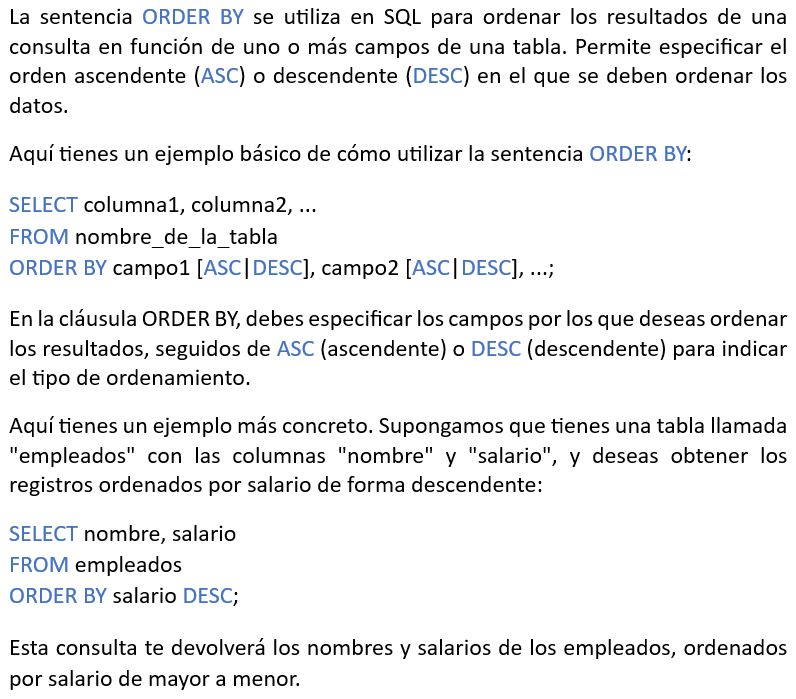 La sentencia ORDER BY se utiliza en SQL para ordenar los resultados de una
consulta en función de uno o más campos de una tabla. Permite especificar el
orden ascendente (ASC) o descendente (DESC) en el que se deben ordenar los
datos.
Aquí tienes un ejemplo básico de cómo utilizar la sentencia ORDER BY:
SELECT columna1, columna2, ...
FROM nombre_de_la_tabla
ORDER BY campo1 [ASC|DESC], campo2 [ASC|DESC], ...;
En la cláusula ORDER BY, debes especificar los campos por los que deseas ordenar
los resultados, seguidos de ASC (ascendente) o DESC (descendente) para indicar
el tipo de ordenamiento.
Aquí tienes un ejemplo más concreto. Supongamos que tienes una tabla llamada
"empleados" con las columnas "nombre" y "salario", y deseas obtener los
registros ordenados por salario de forma descendente:
SELECT nombre, salario
FROM empleados
ORDER BY salario DESC;
Esta consulta te devolverá los nombres y salarios de los empleados, ordenados
por salario de mayor a menor.